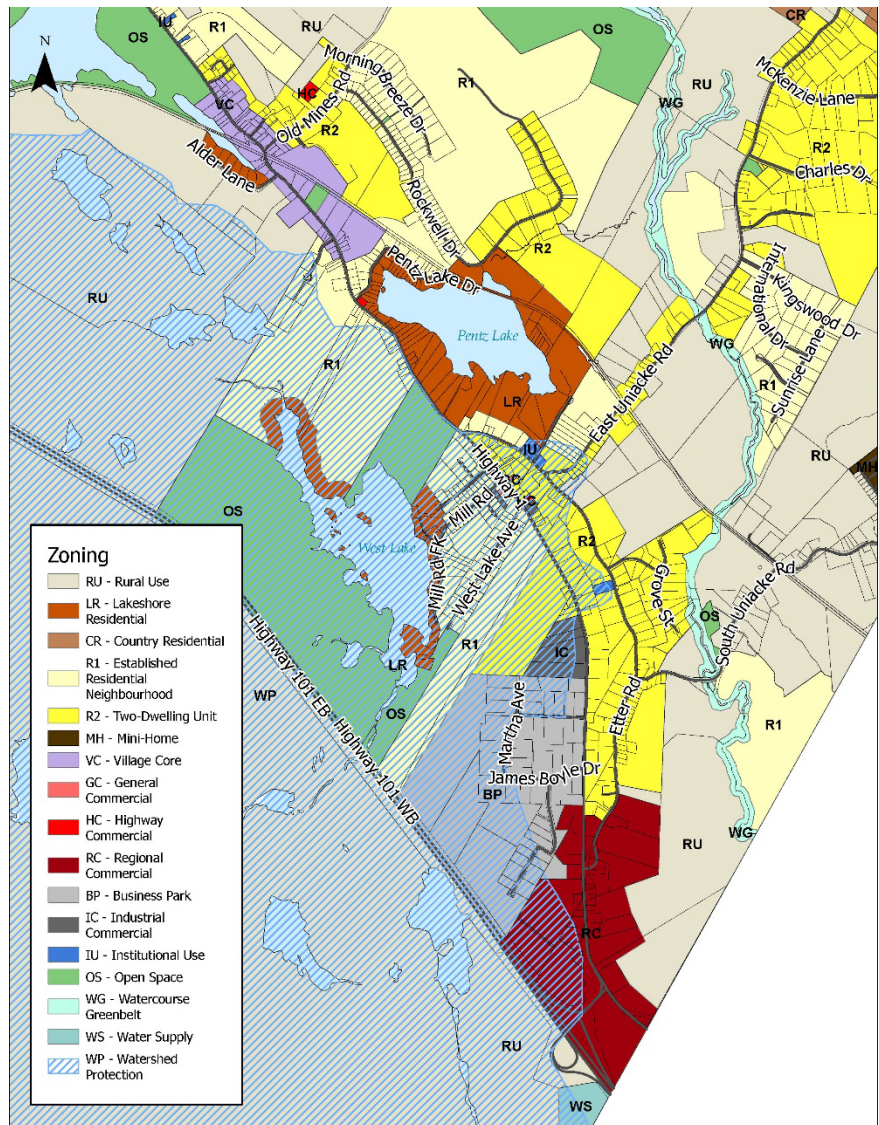 N
IU
OS
R1
RU
OS
CR
VC
HC
Old Mines Rd
Morning Breeze Dr
R1
WG
RU
McKenzie Lane
R2
R2
Charles Dr
Alder Lane
Rockwell Dr
R2
Pentz Lake Dr
RU
Pentz Lake
International Dr
Kingswood Dr
WG
Sunrise Lane
R1
R1
LR
East Uniacke Rd
RU
MH
IU
Highway 1
Mill Rd
OS
West Lake
Mill Rd FK
West Lake Ave
R2
Grove St
South Uniacke Rd
OS
LR
R1
IC
Etter Rd
WP
OS
Martha Ave
R1
Highway 101 EB
Highway 101 WB
James Boyle Dr
BP
RU
WG
RC
RU
WS
Zoning
RU - Rural Use
LR - Lakeshore
Residential
CR - Country Residential
R1 - Established
Residential
Neighbourhood
R2 - Two-Dwelling Unit
MH - Mini-Home
VC - Village Core
GC - General
Commercial
HC - Highway
Commercial
RC - Regional
Commercial
BP - Business Park
IC - Industrial
Commercial
IU - Institutional Use
OS - Open Space
WG - Watercourse
Greenbelt
WS - Water Supply
WP - Watershed
Protection